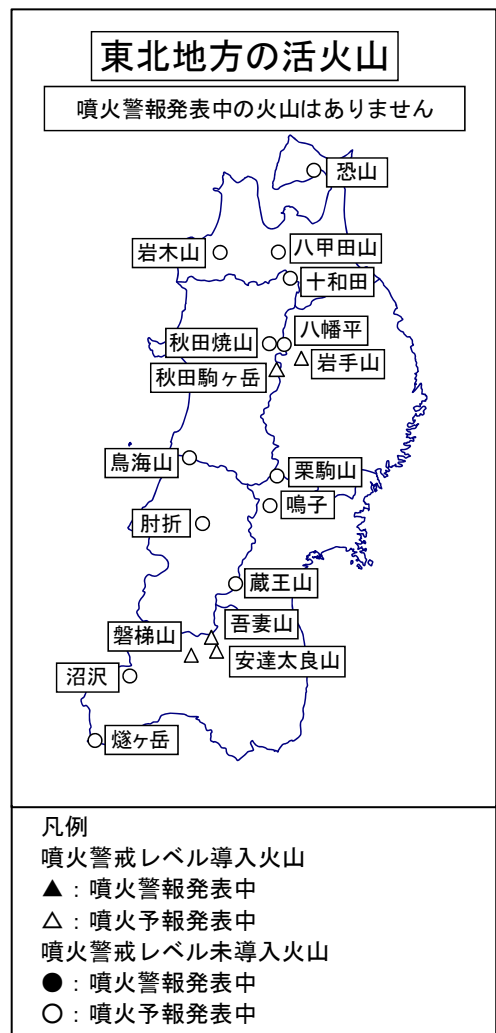 東北地方の活火山
噴火警報発表中の火山はありません
恐山
岩木山
八甲田山
十和田
秋田焼山
八幡平
岩手山
秋田駒ヶ岳
鳥海山
栗駒山
鳴子
肘折
蔵王山
吾妻山
磐梯山
安達太良山
沼沢
燧ヶ岳
凡例
噴火警戒レベル導入火山
▲：噴火警報発表中
△：噴火予報発表中
噴火警戒レベル未導入火山
●：噴火警報発表中
○：噴火予報発表中